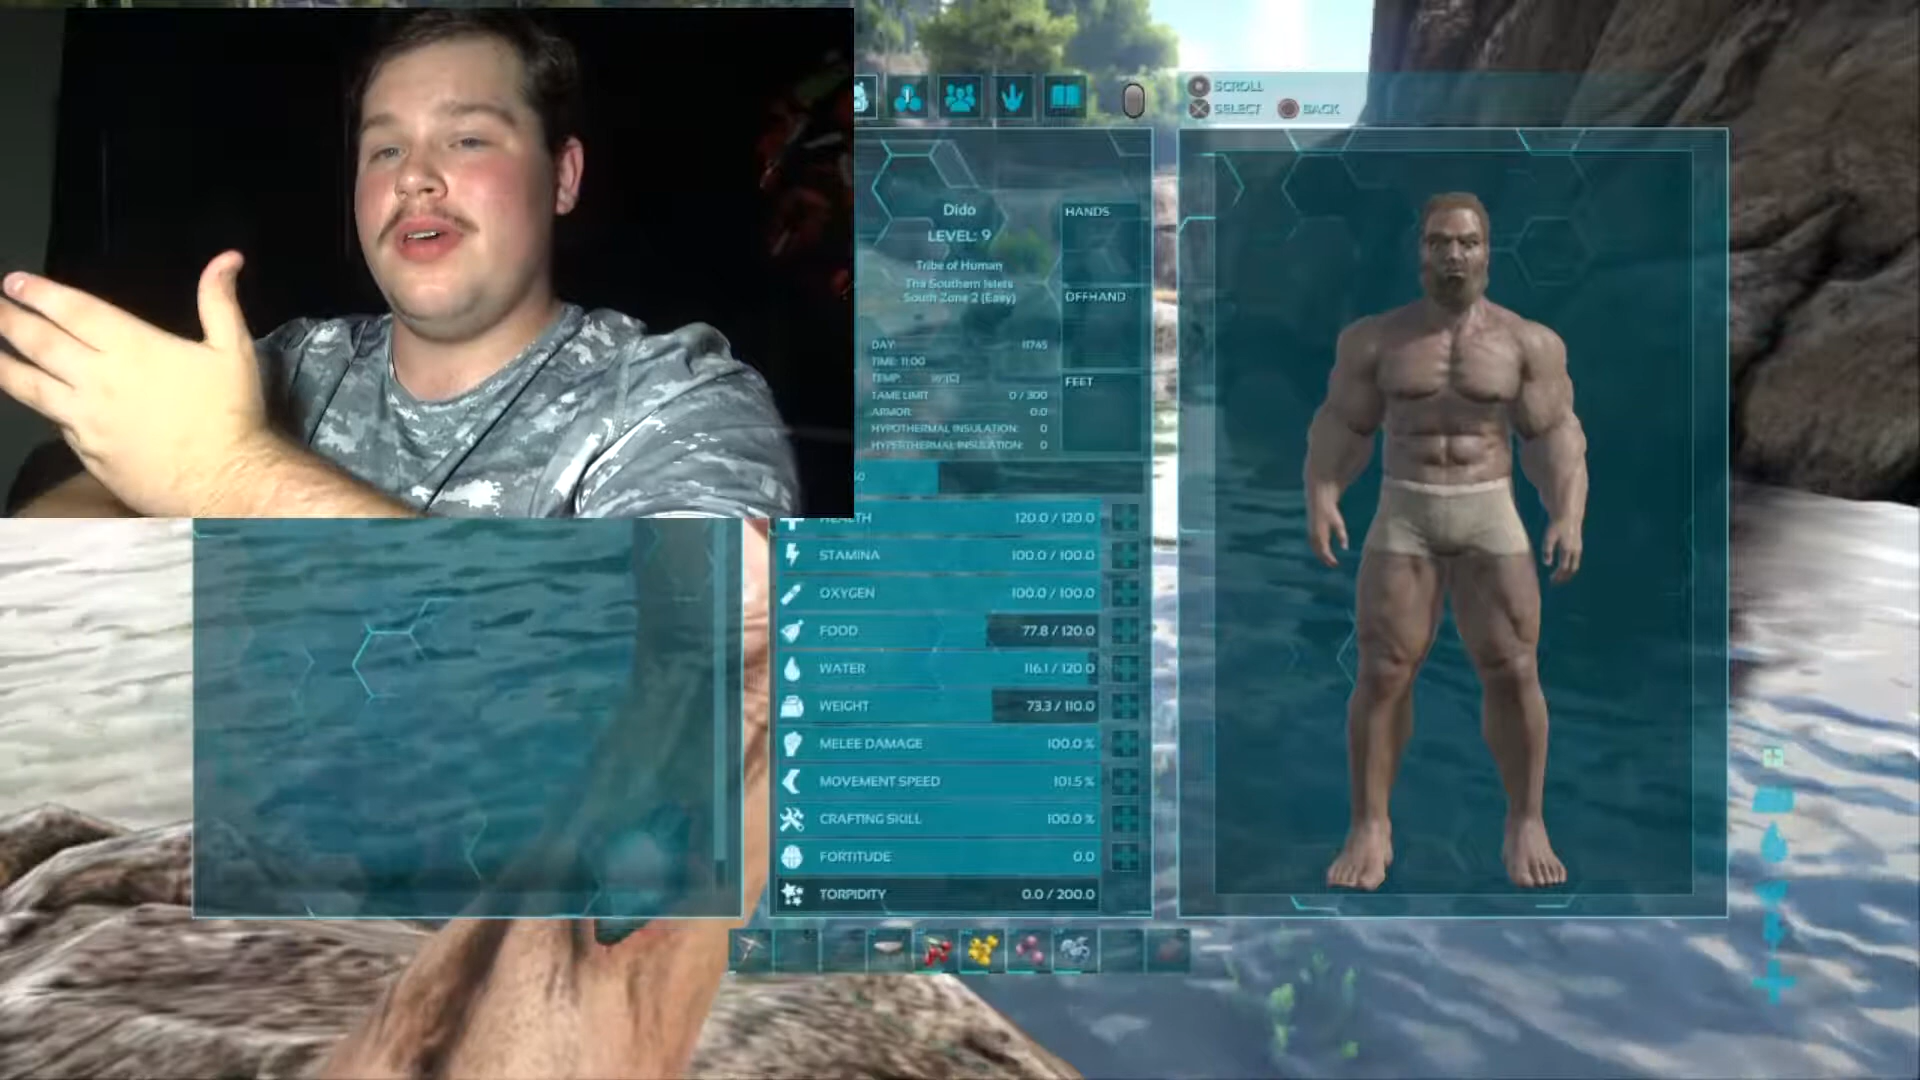 SCROLL
SELECT BACK
Dido
LEVEL: 9
Tribe of Human
The Southern Islets
South Zone 2 (Easy)
HANDS
OFFHAND
FEET
DAY: 11765
TIME: 11:00
TEMP: (C)
TAME LIMIT 0 / 300
ARMOR: 0.0
HYPOTHERMAL INSULATION: 0
HYPERTHERMAL INSULATION: 0
HEALTH 120.0 / 120.0
STAMINA 100.0 / 100.0
OXYGEN 100.0 / 100.0
FOOD 77.8 / 120.0
WATER 116.1 / 120.0
WEIGHT 73.3 / 110.0
MELEE DAMAGE 100.0 %
MOVEMENT SPEED 101.5 %
CRAFTING SKILL 100.0 %
FORTITUDE 0.0
TORPIDITY 0.0 / 200.0